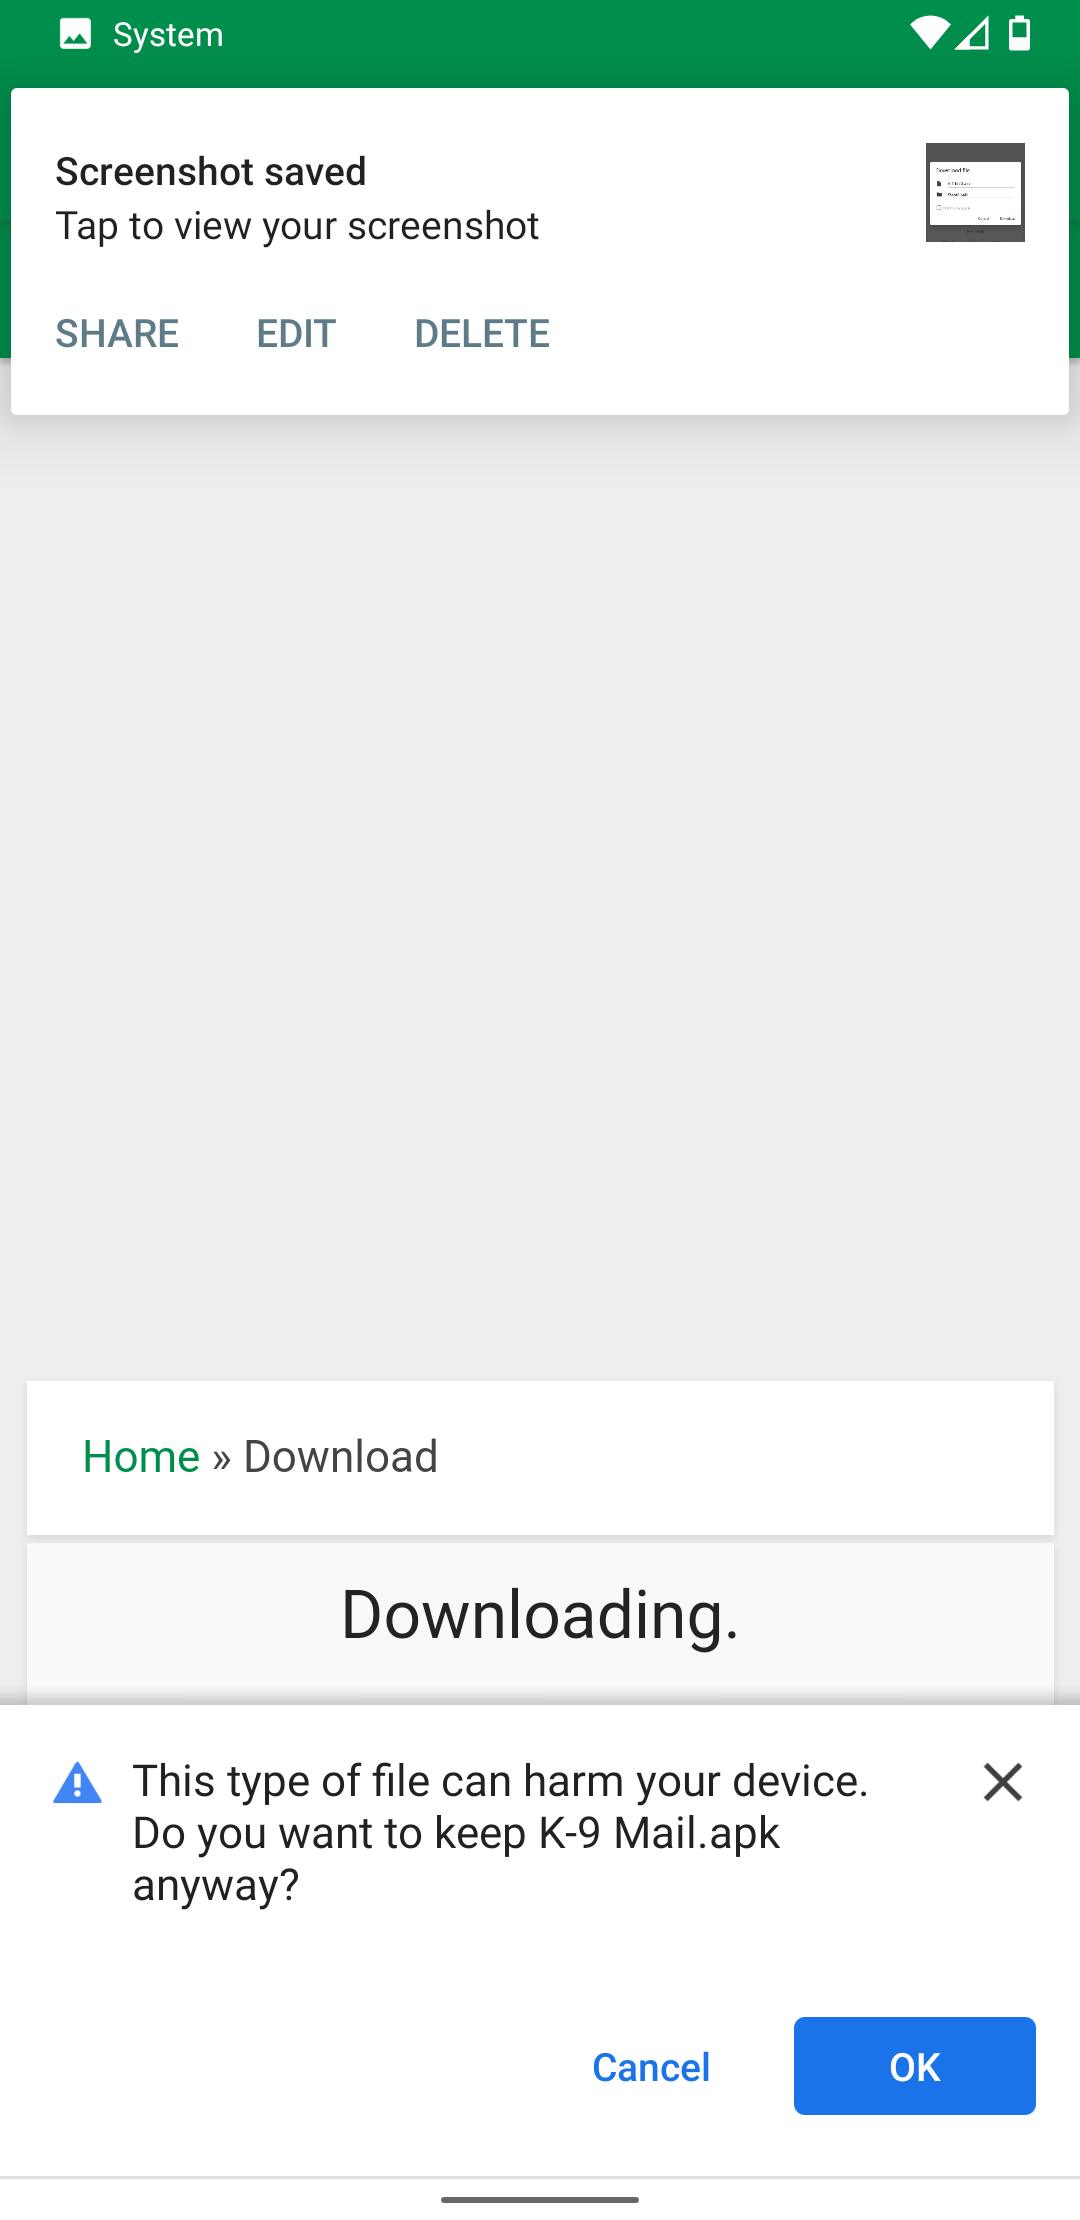 System
Screenshot saved
Tap to view your screenshot
SHARE EDIT DELETE
Home » Download
Downloading.
This type of file can harm your device.
Do you want to keep K-9 Mail.apk
anyway?
Cancel OK